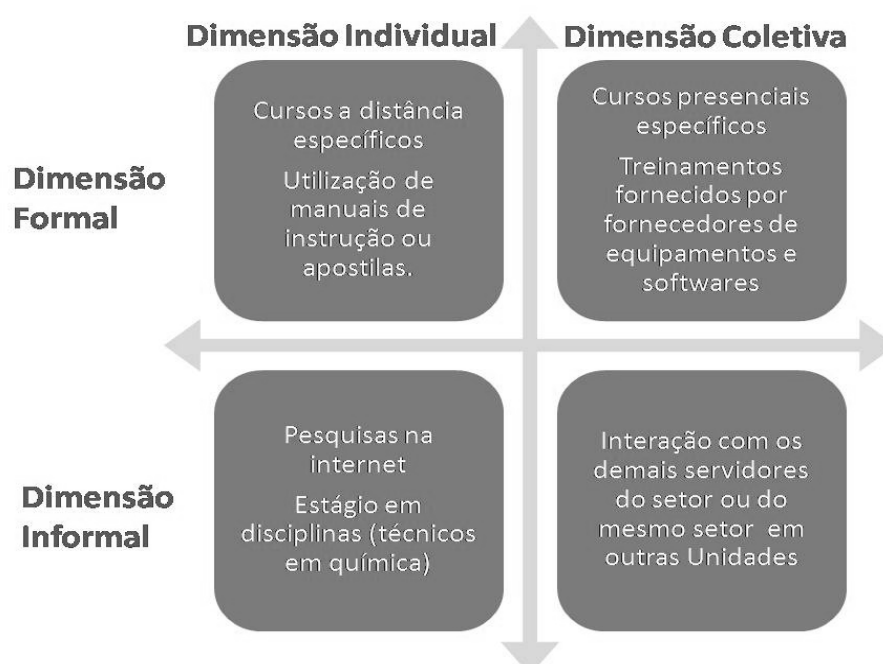 Dimensão Individual
Dimensão Coletiva
Dimensão
Formal
Cursos a distância
específicos
Utilização de
manuais de
instrução ou
apostilas.
Cursos presenciais
específicos
Treinamentos
fornecidos por
fornecedores de
equipamentos e
softwares
Dimensão
Informal
Pesquisas na
internet
Estágio em
disciplinas (técnicos
em química)
Interação com os
demais servidores
do setor ou do
mesmo setor em
outras Unidades